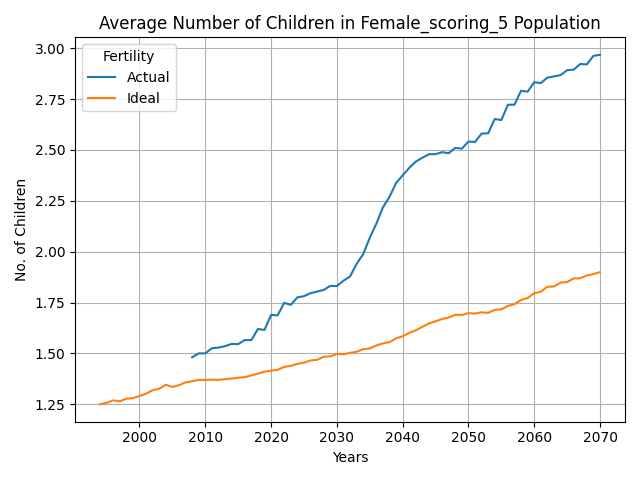 Average Number of Children in Female_scoring_5 Population
Fertility
Actual
Ideal
No. of Children
3.00
2.75
2.50
2.25
2.00
1.75
1.50
1.25
2000 2010 2020 2030 2040 2050 2060 2070
Years